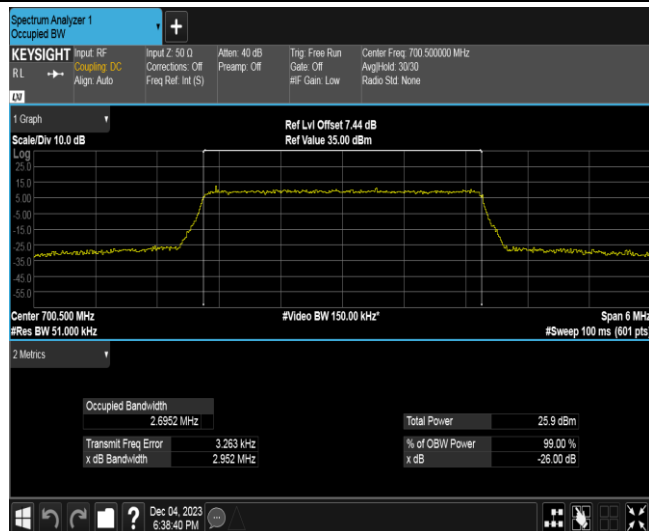 Spectrum Analyzer 1
Occupied BW
+
KEYSIGHT Input: RF Input Z: 50 Ω Atten: 40 dB Trig: Free Run Center Freq: 700.500000 MHz
RL Coupling: DC Corrections: Off Preamp: Off Gate: Off Avg|Hold: 30/30
Align: Auto Freq Ref: Int (S) #IF Gain: Low Radio Std: None
LXI
1 Graph
Ref Lvl Offset 7.44 dB
Scale/Div 10.0 dB Ref Value 35.00 dBm
Log
25.0
15.0
5.00
-5.00
-15.0
-25.0
-35.0
-45.0
-55.0
Center 700.500 MHz #Video BW 150.00 kHz* Span 6 MHz
#Res BW 51.000 kHz #Sweep 100 ms (601 pts)
2 Metrics
Occupied Bandwidth
2.6952 MHz Total Power 25.9 dBm
Transmit Freq Error 3.263 kHz % of OBW Power 99.00 %
x dB Bandwidth 2.952 MHz x dB -26.00 dB
? Dec 04, 2023
6:38:40 PM